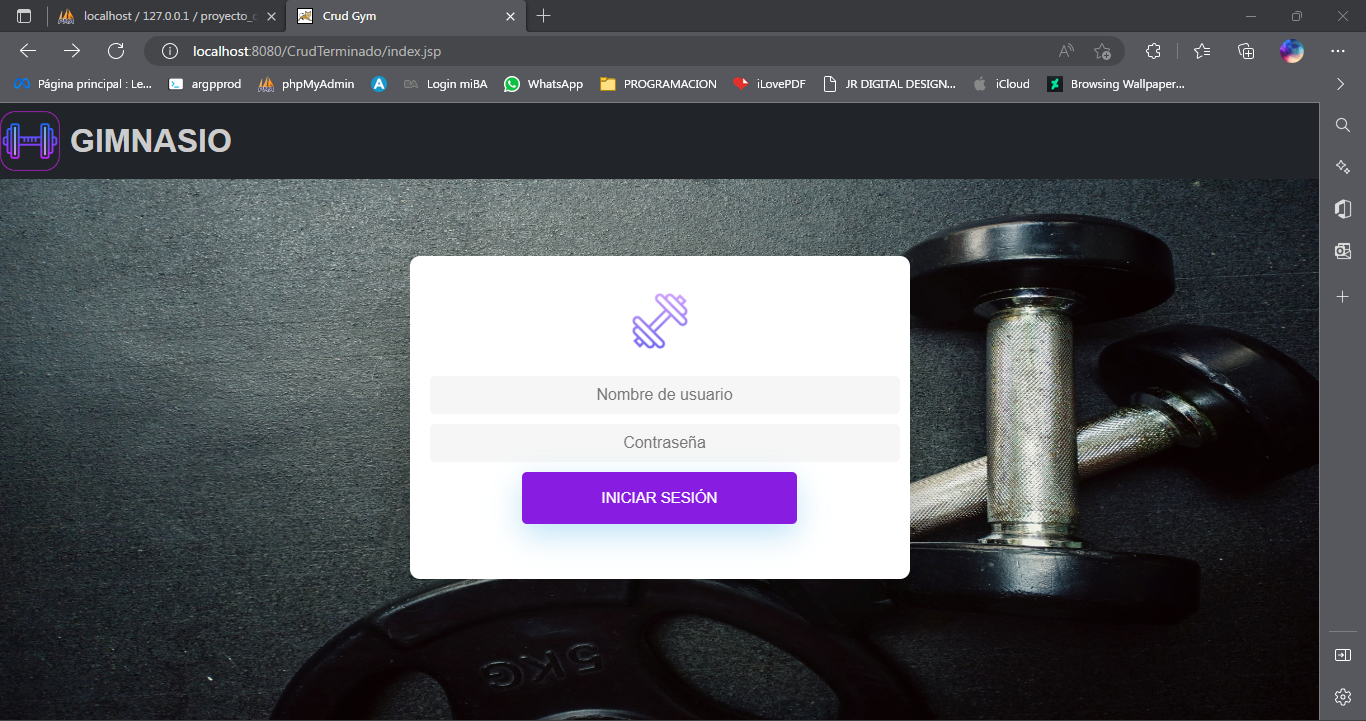 localhost / 127.0.0.1 / proyecto_c
Crud Gym
localhost:8080/CrudTerminado/index.jsp
Página principal : Le...
argpprod
phpMyAdmin
Login miBA
WhatsApp
PROGRAMACION
iLovePDF
JR DIGITAL DESIGN...
iCloud
Browsing Wallpaper...
GIMNASIO
Nombre de usuario
Contraseña
INICIAR SESIÓN
5KG